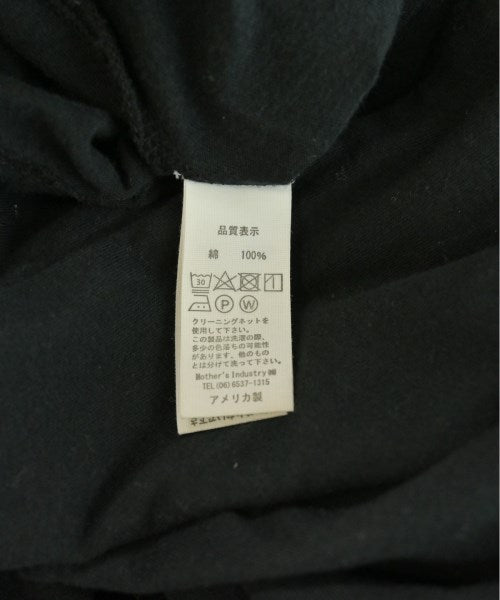 品質表示
綿 100%
30
P W
クリーニングネットを
使用して下さい。
この製品は洗濯の際、
多少の色落ちの可能性
があります、他のもの
とは分けて洗って下さい。
Mother's Industry ㈱
TEL(06)6537-1315
アメリカ製